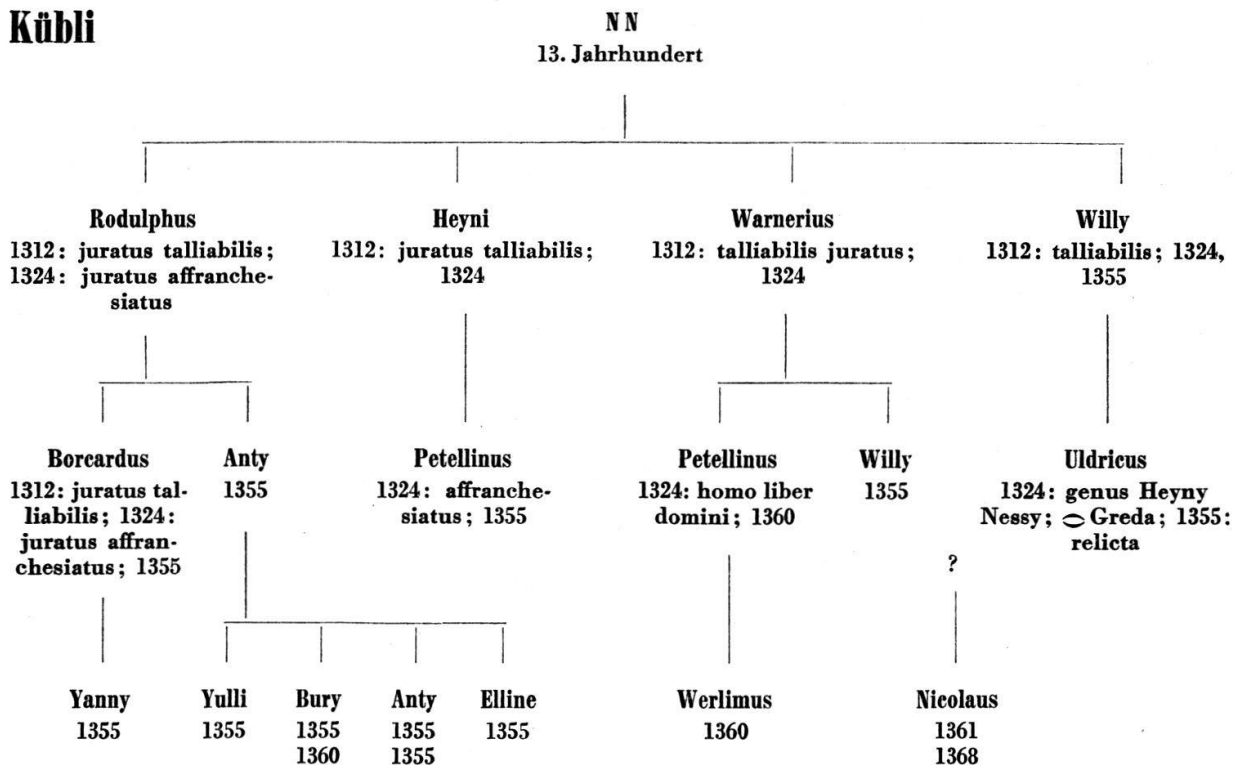 Kübli
N N
13. Jahrhundert
Rodulphus
1312: juratus talliabilis;
1324: juratus affranche-
siatus
Heyni
1312: juratus talliabilis;
1324
Warnerius
1312: talliabilis juratus;
1324
Willy
1312: talliabilis; 1324,
1355
Borcardus
1312: juratus tal-
liabilis; 1324:
juratus affran-
chesiatus; 1355
Anty
1355
Petellinus
1324: affranche-
siatus; 1355
Petellinus
1324: homo liber
domini; 1360
Willy
1355
Uldricus
1324: genus Heyny
Nessy; ⚭ Greda; 1355:
relicta
?
Yanny
1355
Yulli
1355
Bury
1355
1360
Anty
1355
1355
Elline
1355
Werlimus
1360
Nicolaus
1361
1368